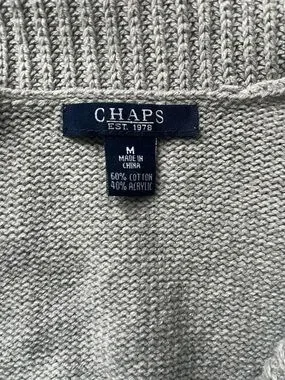 CHAPS
EST. 1978
M
MADE IN
CHINA
60% COTTON
40% ACRYLIC